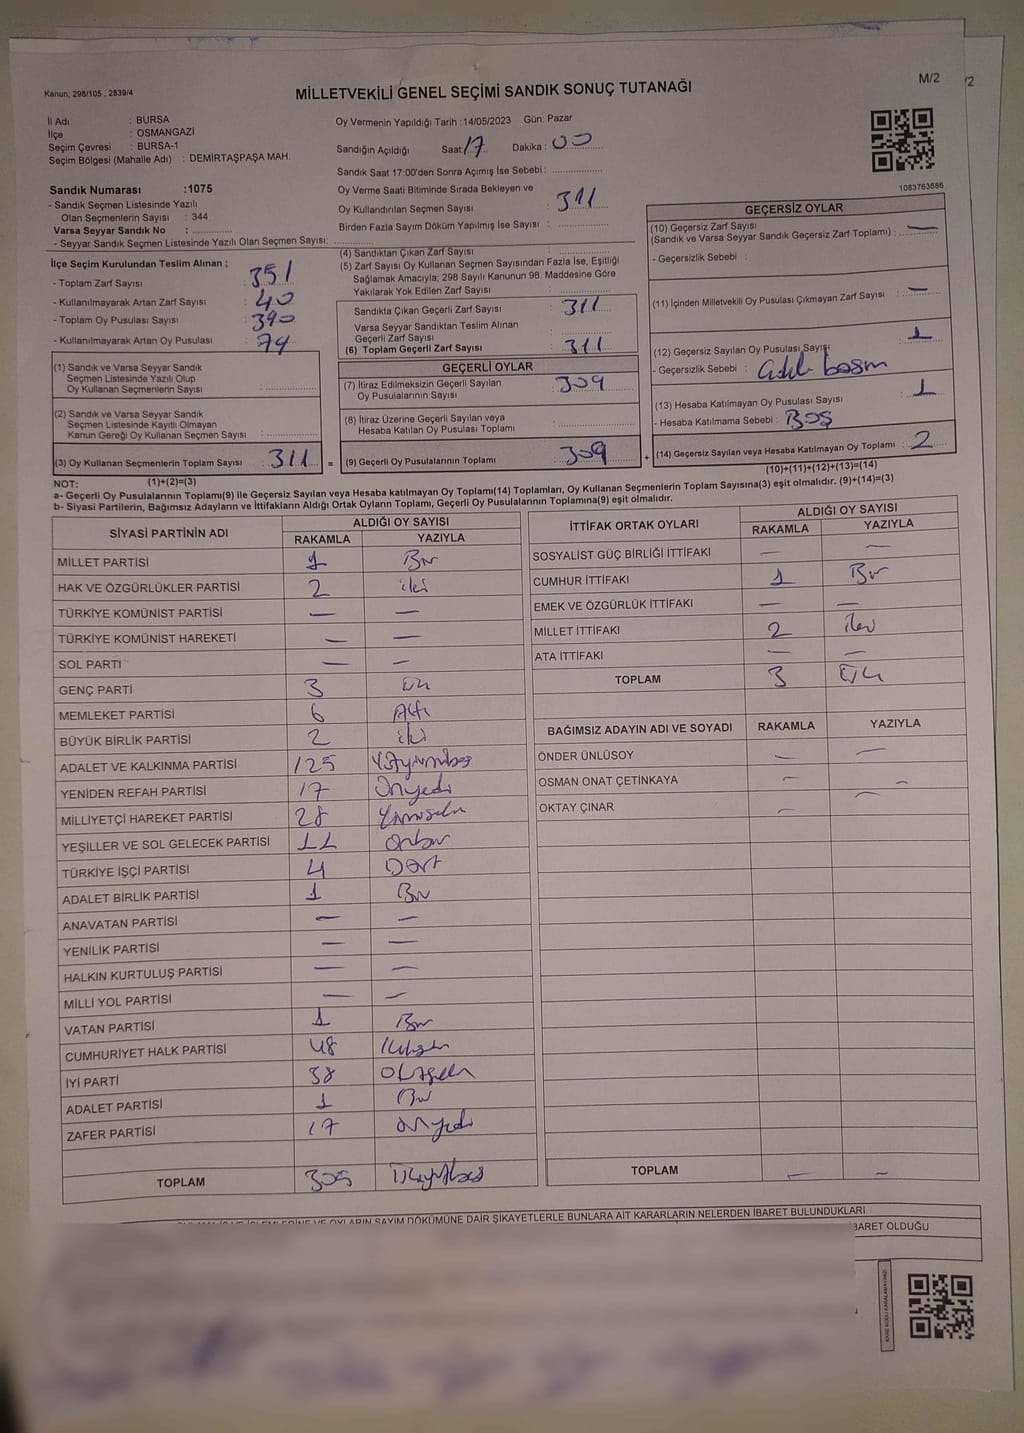 Kanun; 298/105 , 2839/4
MİLLETVEKİLİ GENEL SEÇİMİ SANDIK SONUÇ TUTANAĞI
M/2
/2
İl Adı : BURSA
İlçe : OSMANGAZİ
Seçim Çevresi : BURSA-1
Seçim Bölgesi (Mahalle Adı) : DEMİRTAŞPAŞA MAH.
Oy Vermenin Yapıldığı Tarih :14/05/2023 Gün: Pazar
Sandığın Açıldığı Saat: 17 Dakika: 00
Sandık Saat 17:00'den Sonra Açılmış İse Sebebi :
Sandık Numarası :1075
- Sandık Seçmen Listesinde Yazılı
Olan Seçmenlerin Sayısı : 344
Varsa Seyyar Sandık No :
- Seyyar Sandık Seçmen Listesinde Yazılı Olan Seçmen Sayısı:
Oy Verme Saati Bitiminde Sırada Bekleyen ve
Oy Kullandırılan Seçmen Sayısı : 311
Birden Fazla Sayım Döküm Yapılmış İse Sayısı :
1083763686
İlçe Seçim Kurulundan Teslim Alınan ;
- Toplam Zarf Sayısı : 351
- Kullanılmayarak Artan Zarf Sayısı : 40
- Toplam Oy Pusulası Sayısı : 390
- Kullanılmayarak Artan Oy Pusulası : 79
(1) Sandık ve Varsa Seyyar Sandık
Seçmen Listesinde Yazılı Olup
Oy Kullanan Seçmenlerin Sayısı :
(2) Sandık ve Varsa Seyyar Sandık
Seçmen Listesinde Kayıtlı Olmayan
Kanun Gereği Oy Kullanan Seçmen Sayısı :
(3) Oy Kullanan Seçmenlerin Toplam Sayısı : 311 =
(1)+(2)=(3)
(4) Sandıktan Çıkan Zarf Sayısı :
(5) Zarf Sayısı Oy Kullanan Seçmen Sayısından Fazla İse, Eşitliği
Sağlamak Amacıyla; 298 Sayılı Kanunun 98. Maddesine Göre
Yakılarak Yok Edilen Zarf Sayısı :
Sandıkta Çıkan Geçerli Zarf Sayısı : 311
Varsa Seyyar Sandıktan Teslim Alınan
Geçerli Zarf Sayısı :
(6) Toplam Geçerli Zarf Sayısı : 311
GEÇERLİ OYLAR
(7) İtiraz Edilmeksizin Geçerli Sayılan
Oy Pusulalarının Sayısı : 309
(8) İtiraz Üzerine Geçerli Sayılan veya
Hesaba Katılan Oy Pusulası Toplamı :
(9) Geçerli Oy Pusulalarının Toplamı : 309 +
GEÇERSİZ OYLAR
(10) Geçersiz Zarf Sayısı
(Sandık ve Varsa Seyyar Sandık Geçersiz Zarf Toplamı) : —
- Geçersizlik Sebebi :
(11) İçinden Milletvekili Oy Pusulası Çıkmayan Zarf Sayısı : —
(12) Geçersiz Sayılan Oy Pusulası Sayısı : 1
- Geçersizlik Sebebi :
(13) Hesaba Katılmayan Oy Pusulası Sayısı : 1
- Hesaba Katılmama Sebebi : Boş
(14) Geçersiz Sayılan veya Hesaba Katılmayan Oy Toplamı : 2
(10)+(11)+(12)+(13)=(14)
NOT:
a- Geçerli Oy Pusulalarının Toplamı(9) ile Geçersiz Sayılan veya Hesaba katılmayan Oy Toplamı(14) Toplamları, Oy Kullanan Seçmenlerin Toplam Sayısına(3) eşit olmalıdır. (9)+(14)=(3)
b- Siyasi Partilerin, Bağımsız Adayların ve İttifakların Aldığı Ortak Oyların Toplamı, Geçerli Oy Pusulalarının Toplamına(9) eşit olmalıdır.
SİYASİ PARTİNİN ADI ALDIĞI OY SAYISI
RAKAMLA YAZIYLA
MİLLET PARTİSİ 1 Bir
HAK VE ÖZGÜRLÜKLER PARTİSİ 2 iki
TÜRKİYE KOMÜNİST PARTİSİ — —
TÜRKİYE KOMÜNİST HAREKETİ — —
SOL PARTİ — —
GENÇ PARTİ 3 Üç
MEMLEKET PARTİSİ 6 Altı
BÜYÜK BİRLİK PARTİSİ 2 iki
ADALET VE KALKINMA PARTİSİ 125 Yüzyirmibeş
YENİDEN REFAH PARTİSİ 17 Onyedi
MİLLİYETÇİ HAREKET PARTİSİ 28 Yirmisekiz
YEŞİLLER VE SOL GELECEK PARTİSİ 11 Onbir
TÜRKİYE İŞÇİ PARTİSİ 4 Dört
ADALET BİRLİK PARTİSİ 1 Bir
ANAVATAN PARTİSİ — —
YENİLİK PARTİSİ — —
HALKIN KURTULUŞ PARTİSİ — —
MİLLİ YOL PARTİSİ — —
VATAN PARTİSİ 1 Bir
CUMHURİYET HALK PARTİSİ 48 Kırksekiz
İYİ PARTİ 38 Otuzsekiz
ADALET PARTİSİ 1 Bir
ZAFER PARTİSİ 17 Onyedi
TOPLAM 305 Üçyüzbeş
İTTİFAK ORTAK OYLARI ALDIĞI OY SAYISI
RAKAMLA YAZIYLA
SOSYALİST GÜÇ BİRLİĞİ İTTİFAKI — —
CUMHUR İTTİFAKI 1 Bir
EMEK VE ÖZGÜRLÜK İTTİFAKI — —
MİLLET İTTİFAKI 2 iki
ATA İTTİFAKI — —
TOPLAM 3 Üç
BAĞIMSIZ ADAYIN ADI VE SOYADI RAKAMLA YAZIYLA
ÖNDER ÜNLÜSOY — —
OSMAN ONAT ÇETİNKAYA — —
OKTAY ÇINAR — —
TOPLAM — —
DÖKÜMÜNE DAİR ŞİKAYETLERLE BUNLARA AİT KARARLARIN NELERDEN İBARET BULUNDUKLARI
İBARET OLDUĞU